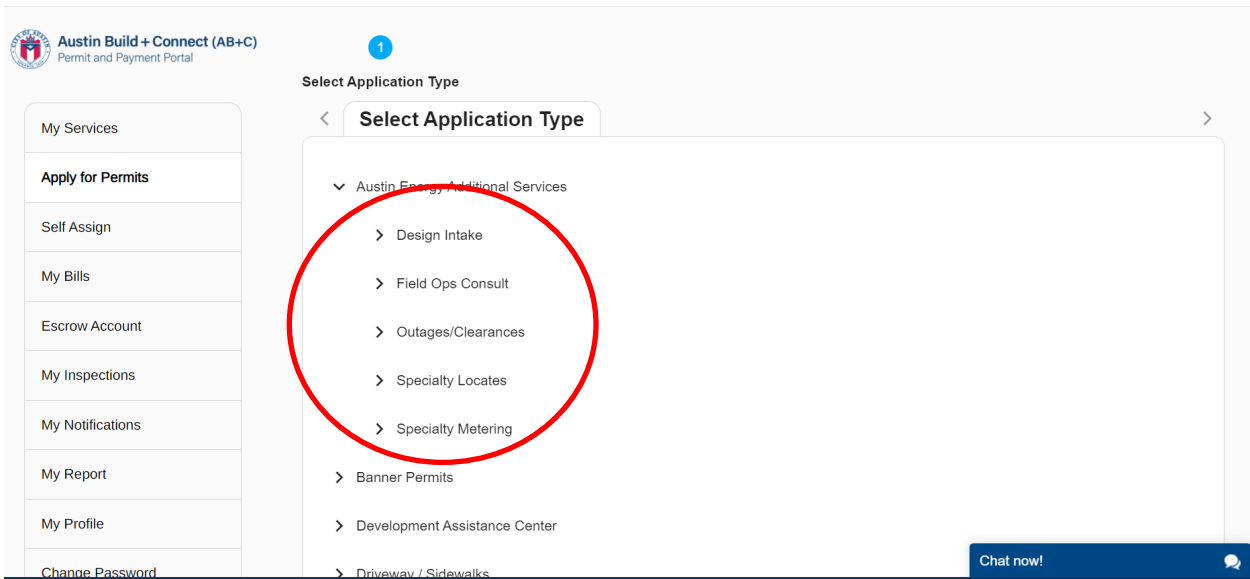 Austin Build + Connect (AB+C)
Permit and Payment Portal
1
Select Application Type
My Services
Apply for Permits
Self Assign
My Bills
Escrow Account
My Inspections
My Notifications
My Report
My Profile
Change Password
Select Application Type
Austin Energy Additional Services
Design Intake
Field Ops Consult
Outages/Clearances
Specialty Locates
Specialty Metering
Banner Permits
Development Assistance Center
Driveway / Sidewalks
Chat now!